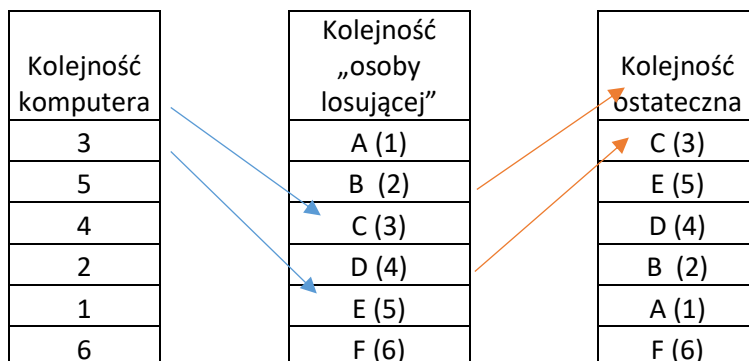 Kolejność
komputera
3
5
4
2
1
6
Kolejność
„osoby
losującej”
A (1)
B (2)
C (3)
D (4)
E (5)
F (6)
Kolejność
ostateczna
C (3)
E (5)
D (4)
B (2)
A (1)
F (6)